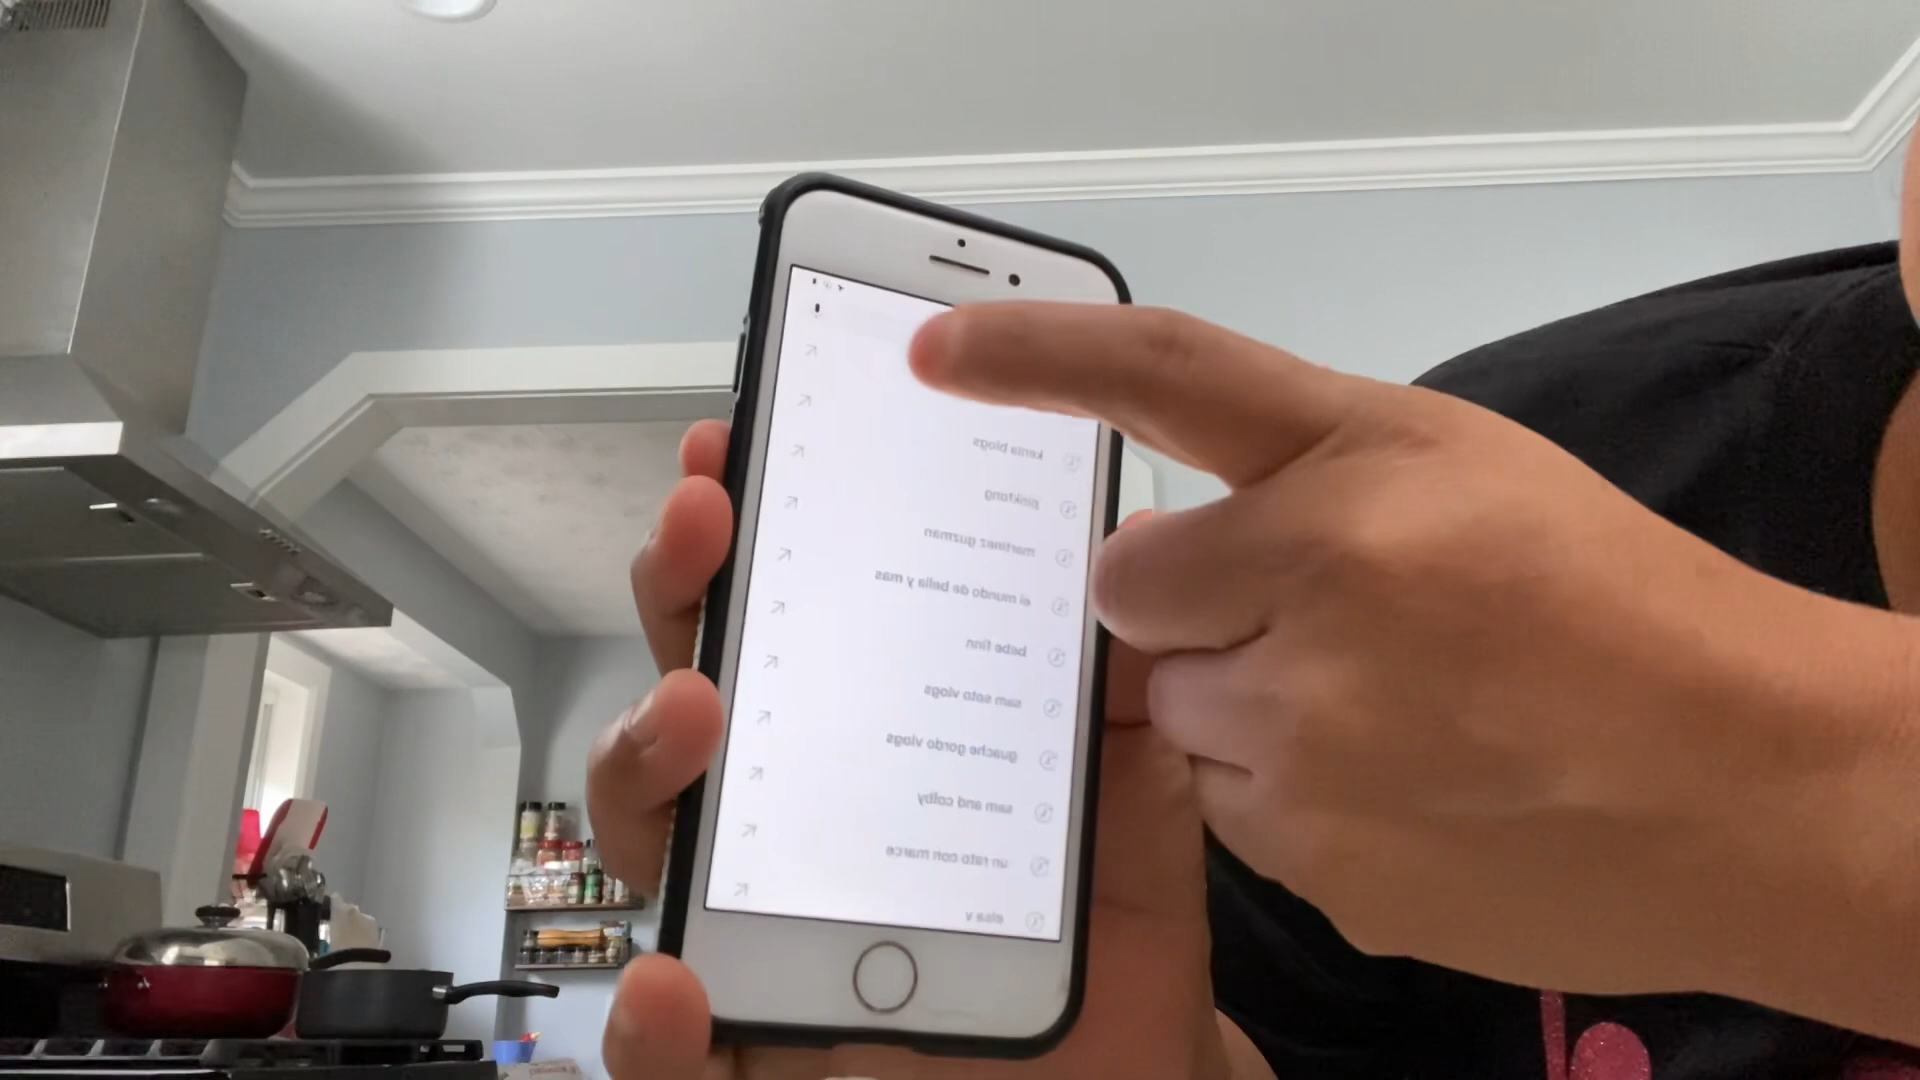 kenia blogs
pinkfong
martinez guzman
el mundo de bella y mas
bebe finn
sam soto vlogs
guache gordo vlogs
sam and colby
un rato con marce
elsa y